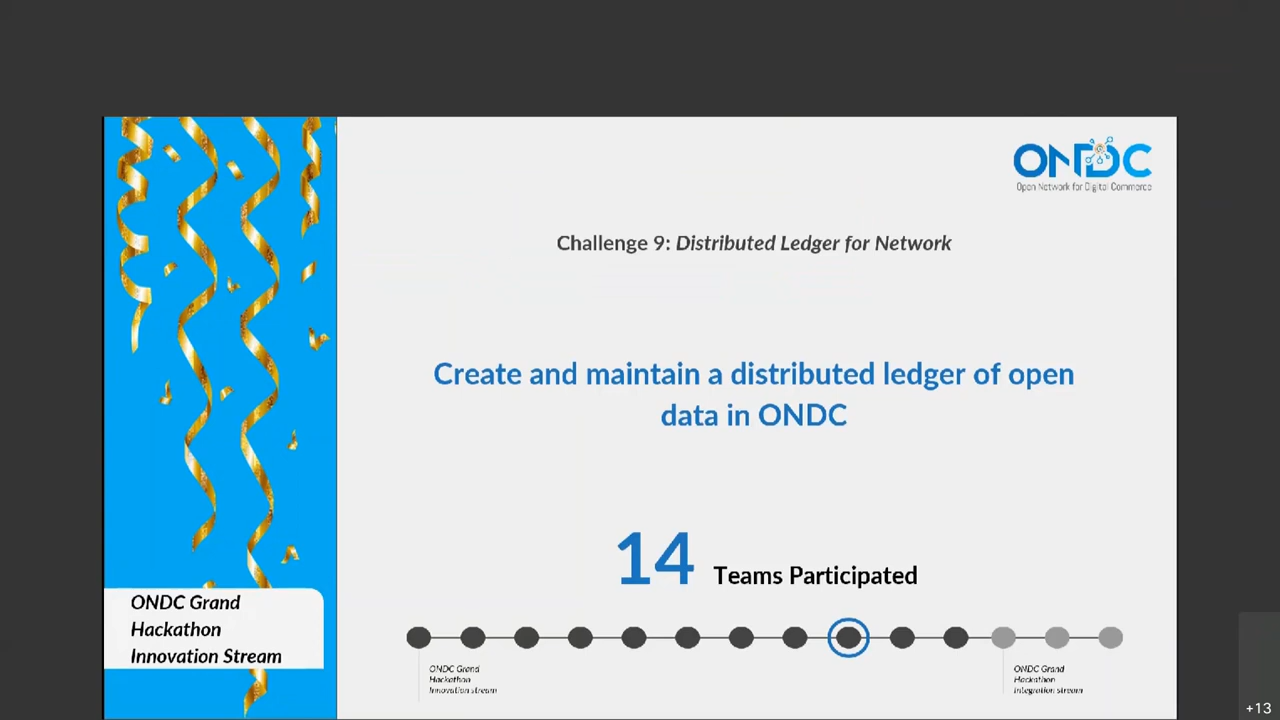 ONDC
Open Network for Digital Commerce
Challenge 9: Distributed Ledger for Network
Create and maintain a distributed ledger of open
data in ONDC
14 Teams Participated
ONDC Grand
Hackathon
Innovation Stream
ONDC Grand
Hackathon
Innovation stream
ONDC Grand
Hackathon
Integration stream
+13